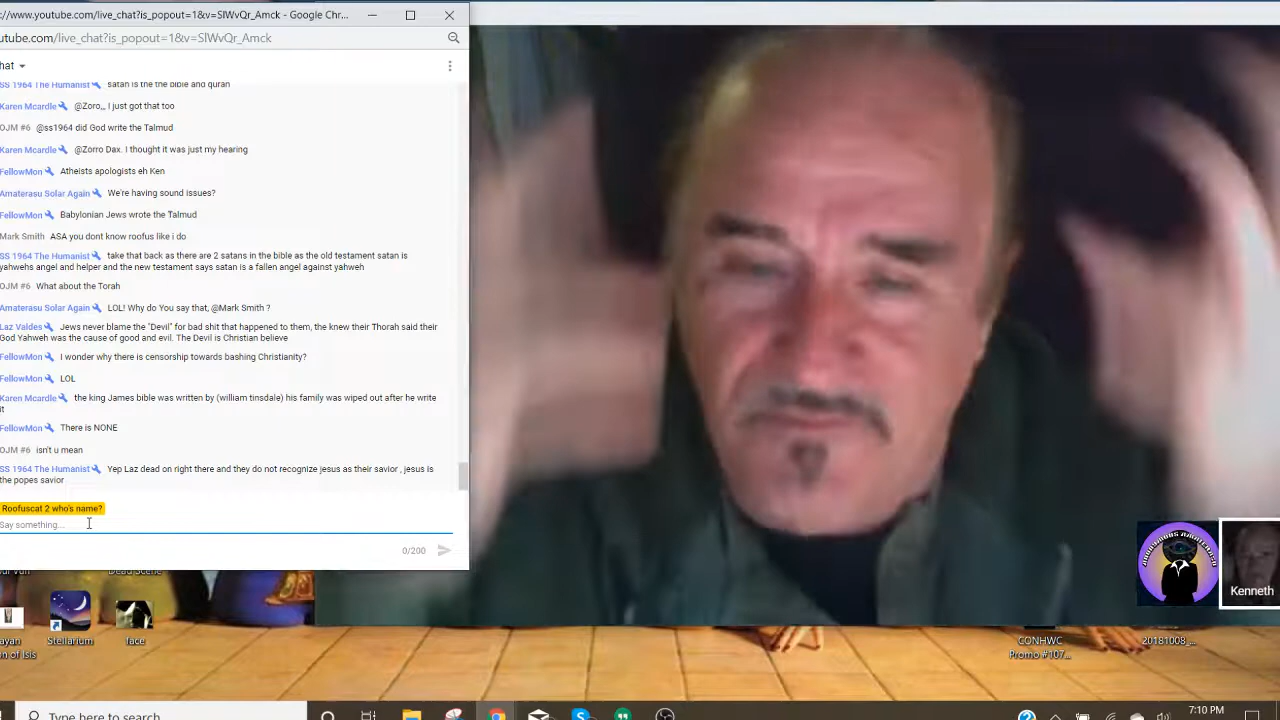 ://www.youtube.com/live_chat?is_popout=1&v=SlWvQr_Amck - Google Chr...
utube.com/live_chat?is_popout=1&v=SlWvQr_Amck
hat
SS 1964 The Humanist satan is the the bible and quran
Karen Mcardle @Zoro,,, I just got that too
OJM #6 @ss1964 did God write the Talmud
Karen Mcardle @Zorro Dax. I thought it was just my hearing
FellowMon Atheists apologists eh Ken
Amaterasu Solar Again We're having sound issues?
FellowMon Babylonian Jews wrote the Talmud
Mark Smith ASA you dont know roofus like i do
SS 1964 The Humanist take that back as there are 2 satans in the bible as the old testament satan is
yahwehs angel and helper and the new testament says satan is a fallen angel against yahweh
OJM #6 What about the Torah
Amaterasu Solar Again LOL! Why do You say that, @Mark Smith ?
Laz Valdes Jews never blame the "Devil" for bad shit that happened to them, the knew their Thorah said their
God Yahweh was the cause of good and evil. The Devil is Christian believe
FellowMon I wonder why there is censorship towards bashing Christianity?
FellowMon LOL
Karen Mcardle the king James bible was written by (william tinsdale) his family was wiped out after he write
it
FellowMon There is NONE
OJM #6 isn't u mean
SS 1964 The Humanist Yep Laz dead on right there and they do not recognize jesus as their savior , jesus is
the popes savior
Roofuscat 2 who's name?
Say something...
0/200
Kenneth
Dead Scene
ayan
on of Isis
Stellarium
face
CONHWC
Promo #107...
20181008_...
Type here to search
7:10 PM